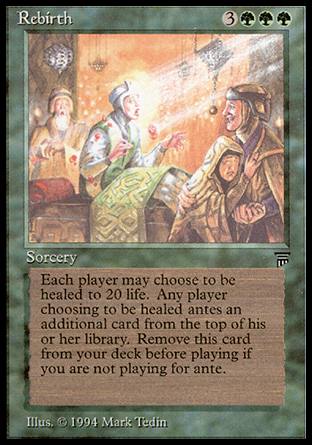 Rebirth 3
Sorcery
Each player may choose to be
healed to 20 life. Any player
choosing to be healed antes an
additional card from the top of his
or her library. Remove this card
from your deck before playing if
you are not playing for ante.
Illus. © 1994 Mark Tedin